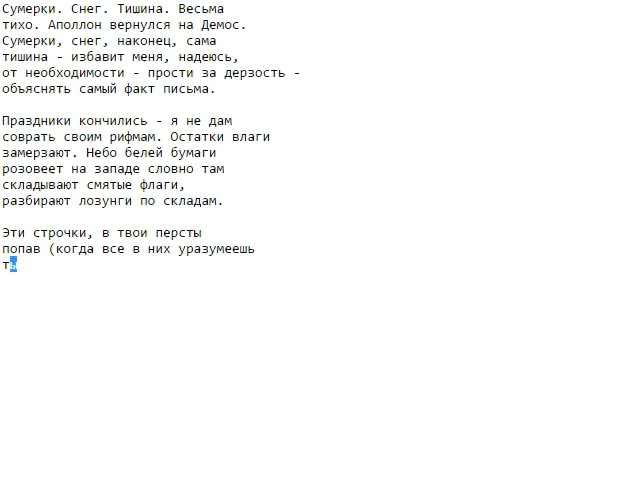 Сумерки. Снег. Тишина. Весьма
тихо. Аполлон вернулся на Демос.
Сумерки, снег, наконец, сама
тишина - избавит меня, надеюсь,
от необходимости - прости за дерзость -
объяснять самый факт письма.

Праздники кончились - я не дам
соврать своим рифмам. Остатки влаги
замерзают. Небо белей бумаги
розовеет на западе словно там
складывают смятые флаги,
разбирают лозунги по складам.

Эти строчки, в твои персты
попав (когда все в них уразумеешь
ты